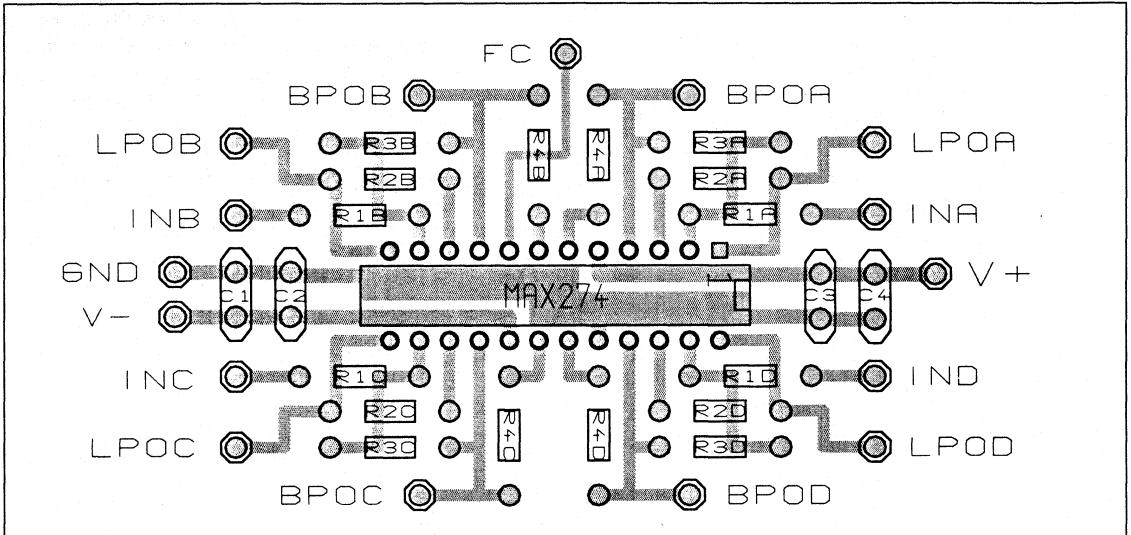 FC
BPOB BPOA
LPOB R3B R4B R4A R3A LPOA
R2B R2A
INB R1B R1A INA
GND C1 C2 MAX274 C3 C4 V+
V-
INC R1C R1D IND
R2C R2D
LPOC R3C R4C R4D R3D LPOD
BPOC BPOD